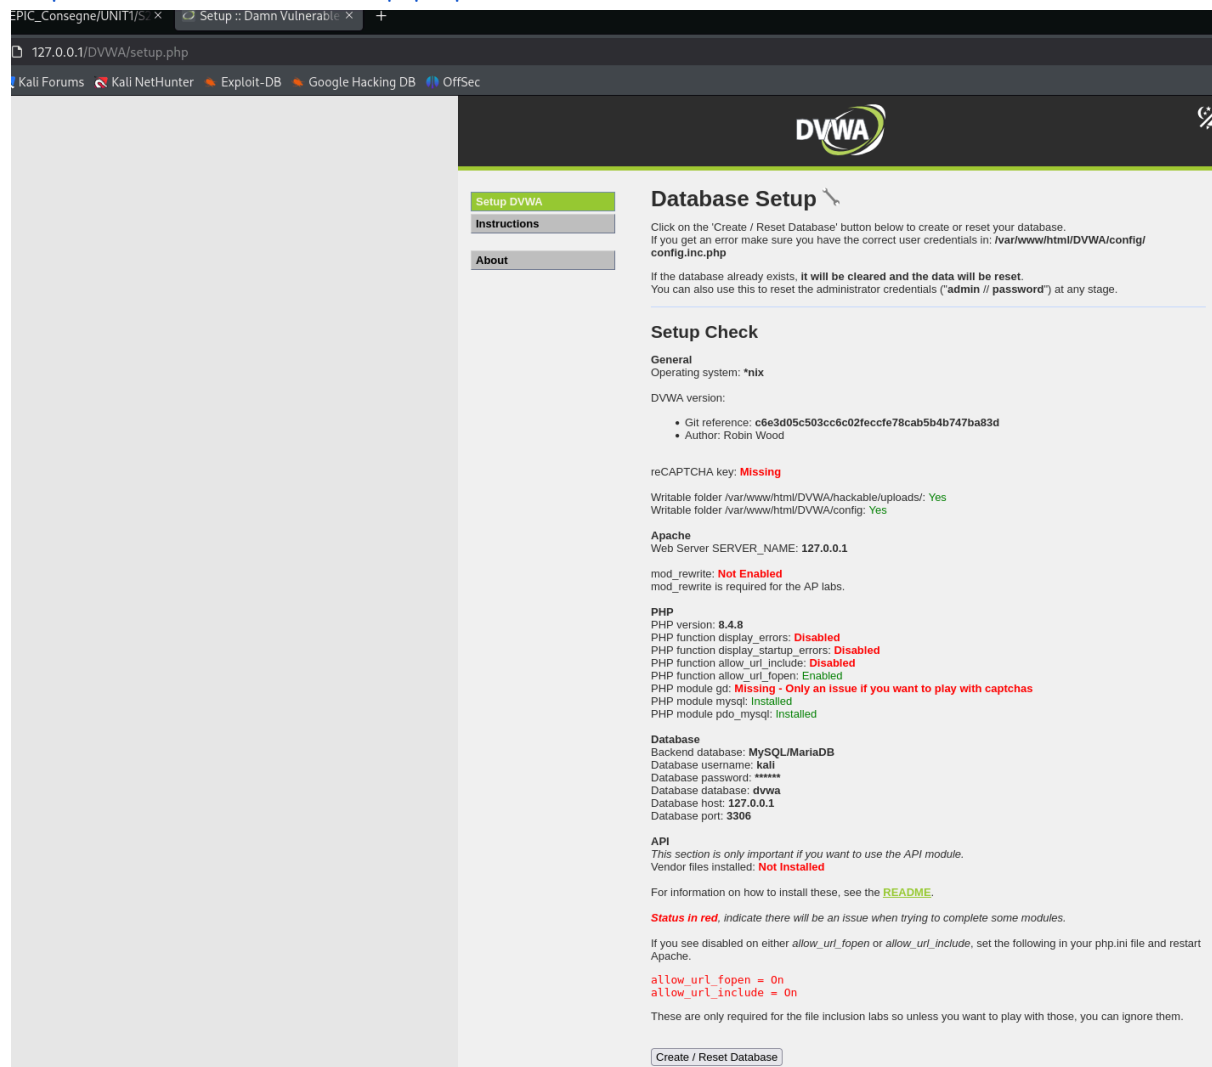 EPIC_Consegne/UNIT1/S2 ×
Setup :: Damn Vulnerable × +
127.0.0.1/DVWA/setup.php
Kali Forums Kali NetHunter Exploit-DB Google Hacking DB OffSec
DVWA
Setup DVWA
Instructions
About
Database Setup
Click on the 'Create / Reset Database' button below to create or reset your database.
If you get an error make sure you have the correct user credentials in: /var/www/html/DVWA/config/
config.inc.php
If the database already exists, it will be cleared and the data will be reset.
You can also use this to reset the administrator credentials ("admin // password") at any stage.
Setup Check
General
Operating system: *nix
DVWA version:
• Git reference: c6e3d05c503cc6c02feccfe78cab5b4b747ba83d
• Author: Robin Wood
reCAPTCHA key: Missing
Writable folder /var/www/html/DVWA/hackable/uploads/: Yes
Writable folder /var/www/html/DVWA/config: Yes
Apache
Web Server SERVER_NAME: 127.0.0.1
mod_rewrite: Not Enabled
mod_rewrite is required for the AP labs.
PHP
PHP version: 8.4.8
PHP function display_errors: Disabled
PHP function display_startup_errors: Disabled
PHP function allow_url_include: Disabled
PHP function allow_url_fopen: Enabled
PHP module gd: Missing - Only an issue if you want to play with captchas
PHP module mysql: Installed
PHP module pdo_mysql: Installed
Database
Backend database: MySQL/MariaDB
Database username: kali
Database password: ******
Database database: dvwa
Database host: 127.0.0.1
Database port: 3306
API
This section is only important if you want to use the API module.
Vendor files installed: Not Installed
For information on how to install these, see the README.
Status in red, indicate there will be an issue when trying to complete some modules.
If you see disabled on either allow_url_fopen or allow_url_include, set the following in your php.ini file and restart
Apache.
allow_url_fopen = On
allow_url_include = On
These are only required for the file inclusion labs so unless you want to play with those, you can ignore them.
Create / Reset Database